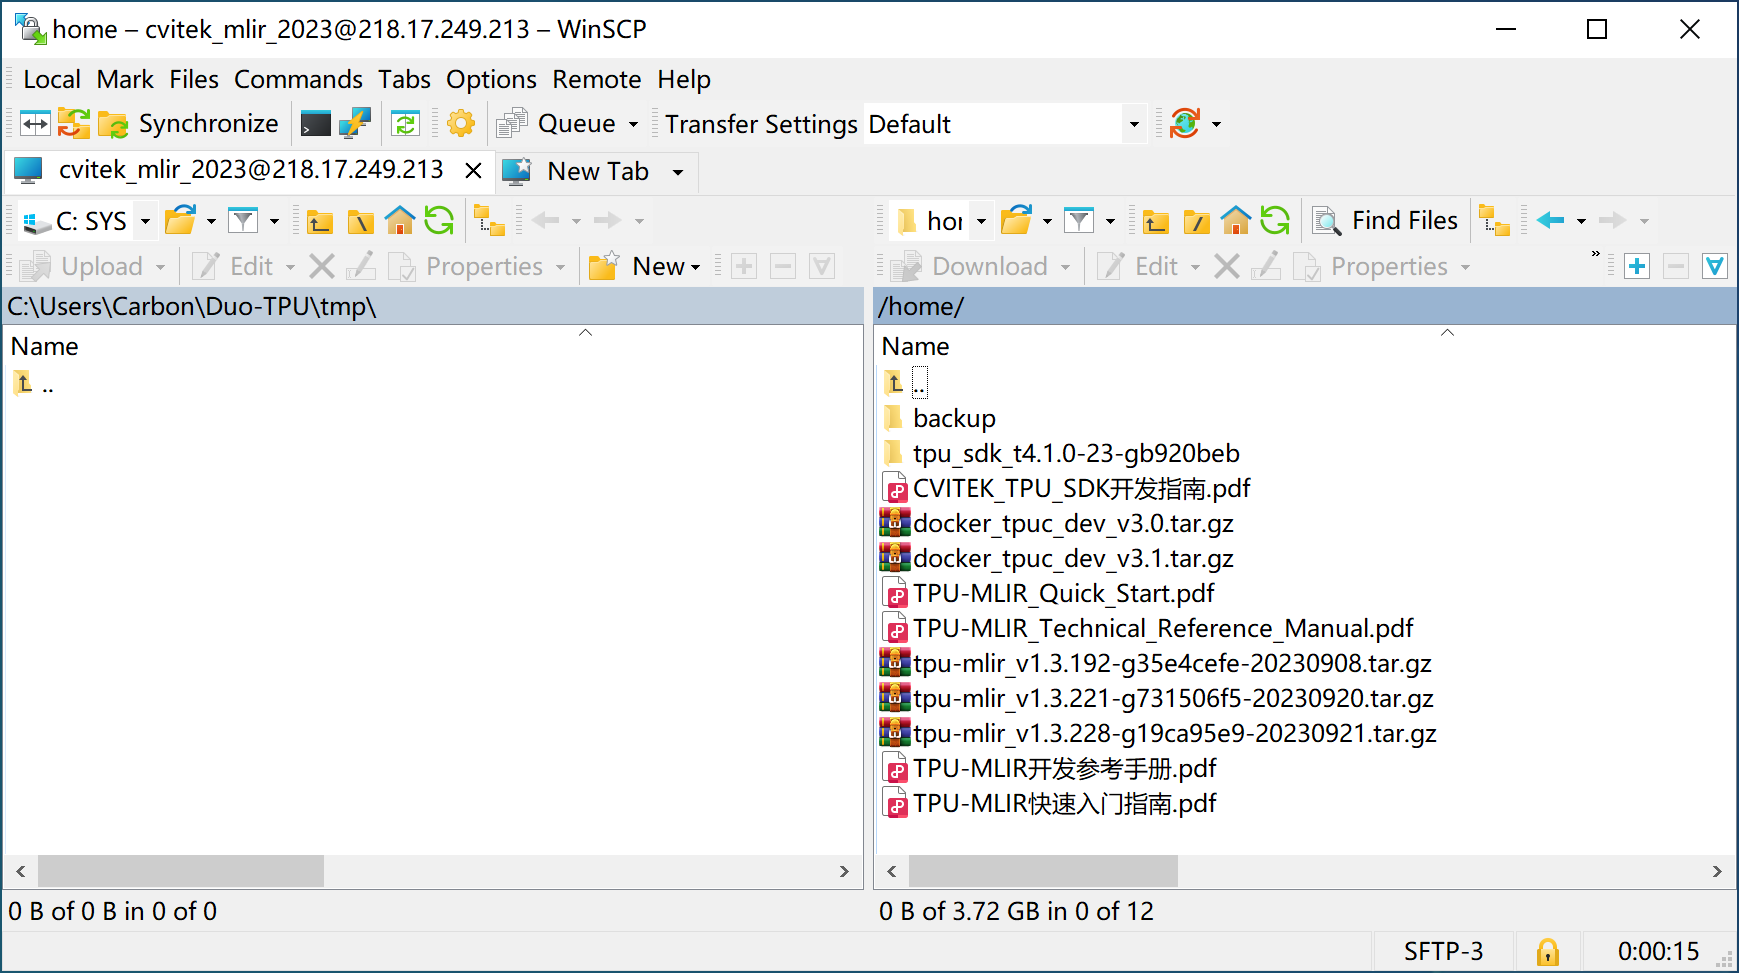 home – cvitek_mlir_2023@218.17.249.213 – WinSCP
Local Mark Files Commands Tabs Options Remote Help
Synchronize Queue Transfer Settings Default
cvitek_mlir_2023@218.17.249.213 New Tab
C: SYS hor Find Files
Upload Edit Properties New Download Edit Properties »
C:\Users\Carbon\Duo-TPU\tmp\
Name
..
/home/
Name
..
backup
tpu_sdk_t4.1.0-23-gb920beb
CVITEK_TPU_SDK开发指南.pdf
docker_tpuc_dev_v3.0.tar.gz
docker_tpuc_dev_v3.1.tar.gz
TPU-MLIR_Quick_Start.pdf
TPU-MLIR_Technical_Reference_Manual.pdf
tpu-mlir_v1.3.192-g35e4cefe-20230908.tar.gz
tpu-mlir_v1.3.221-g731506f5-20230920.tar.gz
tpu-mlir_v1.3.228-g19ca95e9-20230921.tar.gz
TPU-MLIR开发参考手册.pdf
TPU-MLIR快速入门指南.pdf
0 B of 0 B in 0 of 0
0 B of 3.72 GB in 0 of 12
SFTP-3 0:00:15